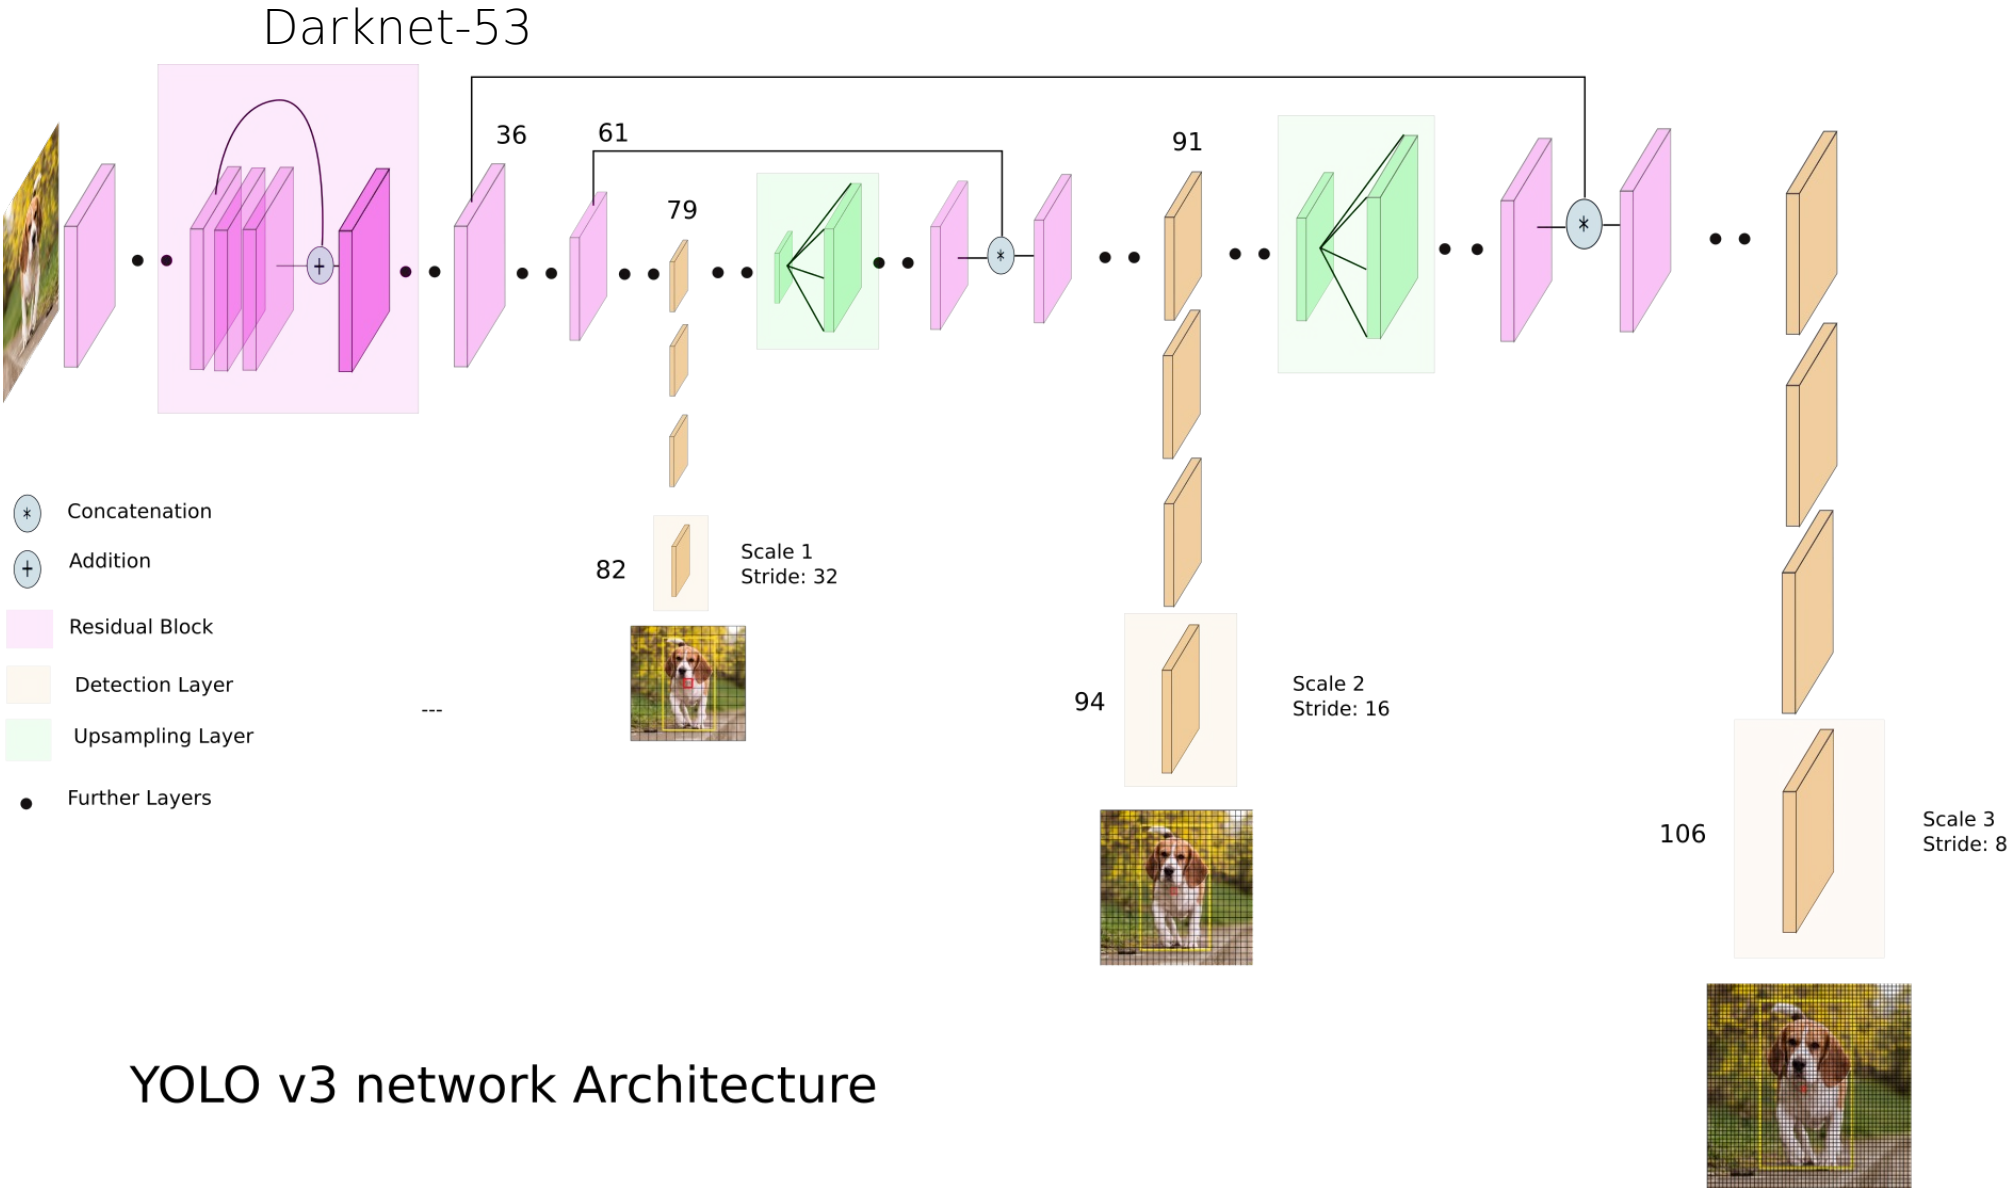 Darknet-53
36
61
79
91
*
+
*
*
Concatenation
+
Addition
Residual Block
Detection Layer
Upsampling Layer
Further Layers
---
82
Scale 1
Stride: 32
94
Scale 2
Stride: 16
106
Scale 3
Stride: 8
YOLO v3 network Architecture